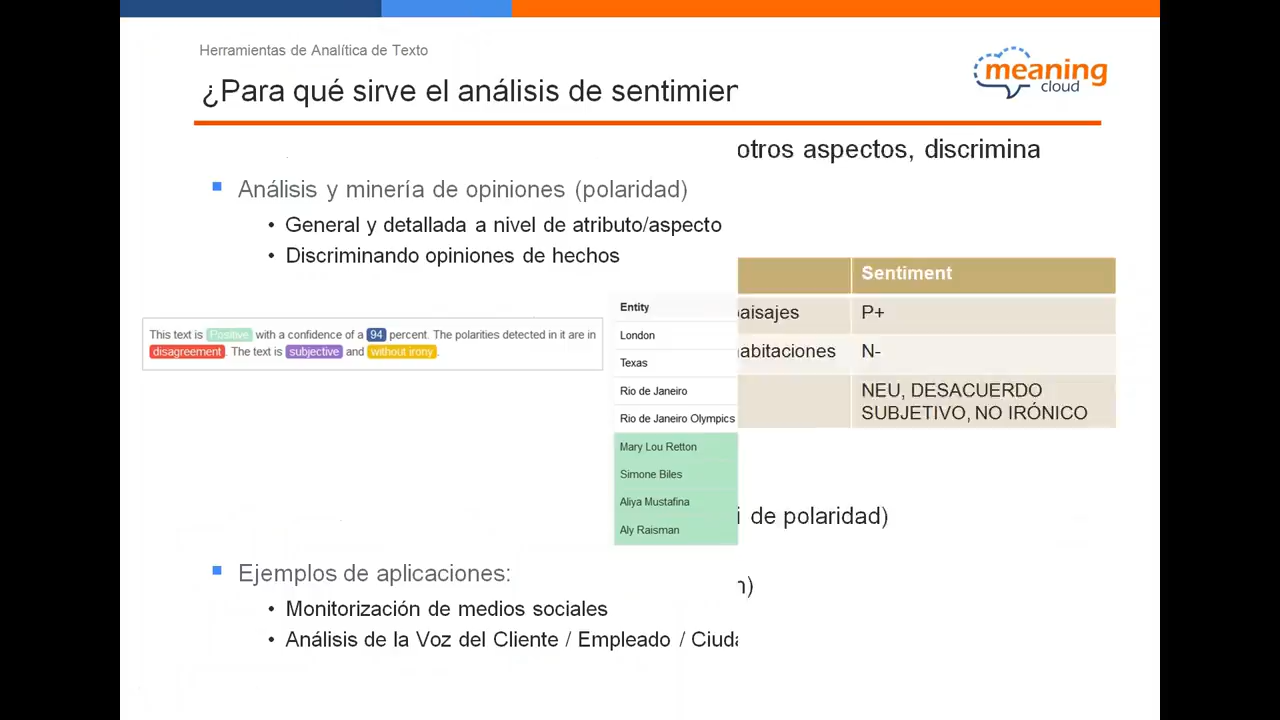 Herramientas de Analítica de Texto
meaning
cloud
¿Para qué sirve el análisis de
otros aspectos, discrimina
Análisis y minería de opiniones (polaridad)
• General y detallada a nivel de atributo/aspecto
• Discriminando opiniones de hechos
This text is Positive with a confidence of a 94 percent. The polarities detected in it are in
disagreement. The text is subjective and without irony.
Entity
London
Texas
Rio de Janeiro
Rio de Janeiro Olympics
Mary Lou Retton
Simone Biles
Aliya Mustafina
Aly Raisman
Sentiment
P+
habitaciones N-
NEU, DESACUERDO
SUBJETIVO, NO IRÓNICO
de polaridad)
Ejemplos de aplicaciones:
• Monitorización de medios sociales
• Análisis de la Voz del Cliente / Empleado /